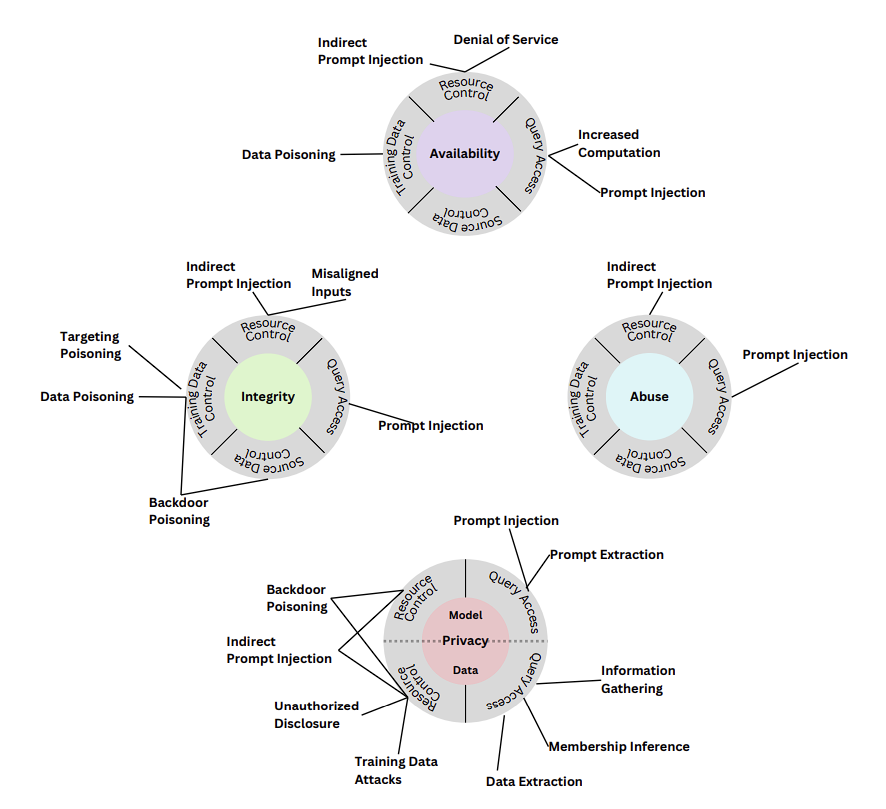 Indirect
Prompt Injection
Denial of Service
Resource
Control
Training Data
Control
Query Access
Source Data
Control
Availability
Data Poisoning
Increased
Computation
Prompt Injection
Indirect
Prompt Injection
Misaligned
Inputs
Targeting
Poisoning
Data Poisoning
Resource
Control
Training Data
Control
Query Access
Source Data
Control
Integrity
Prompt Injection
Backdoor
Poisoning
Indirect
Prompt Injection
Resource
Control
Training Data
Control
Query Access
Source Data
Control
Abuse
Prompt Injection
Prompt Injection
Prompt Extraction
Backdoor
Poisoning
Indirect
Prompt Injection
Resource
Control
Query Access
Model
Privacy
Data
Resource
Control
Query Access
Information
Gathering
Unauthorized
Disclosure
Membership Inference
Training Data
Attacks
Data Extraction